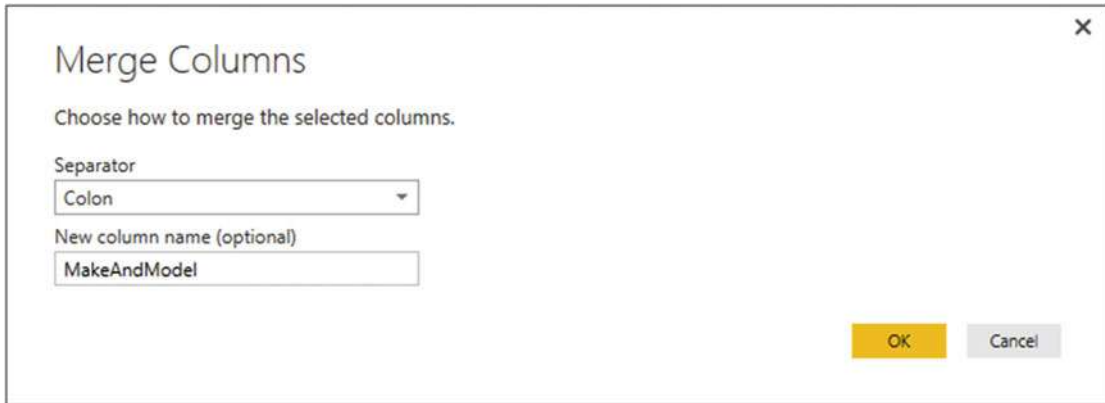 Merge Columns
Choose how to merge the selected columns.
Separator
Colon
New column name (optional)
MakeAndModel
OK Cancel